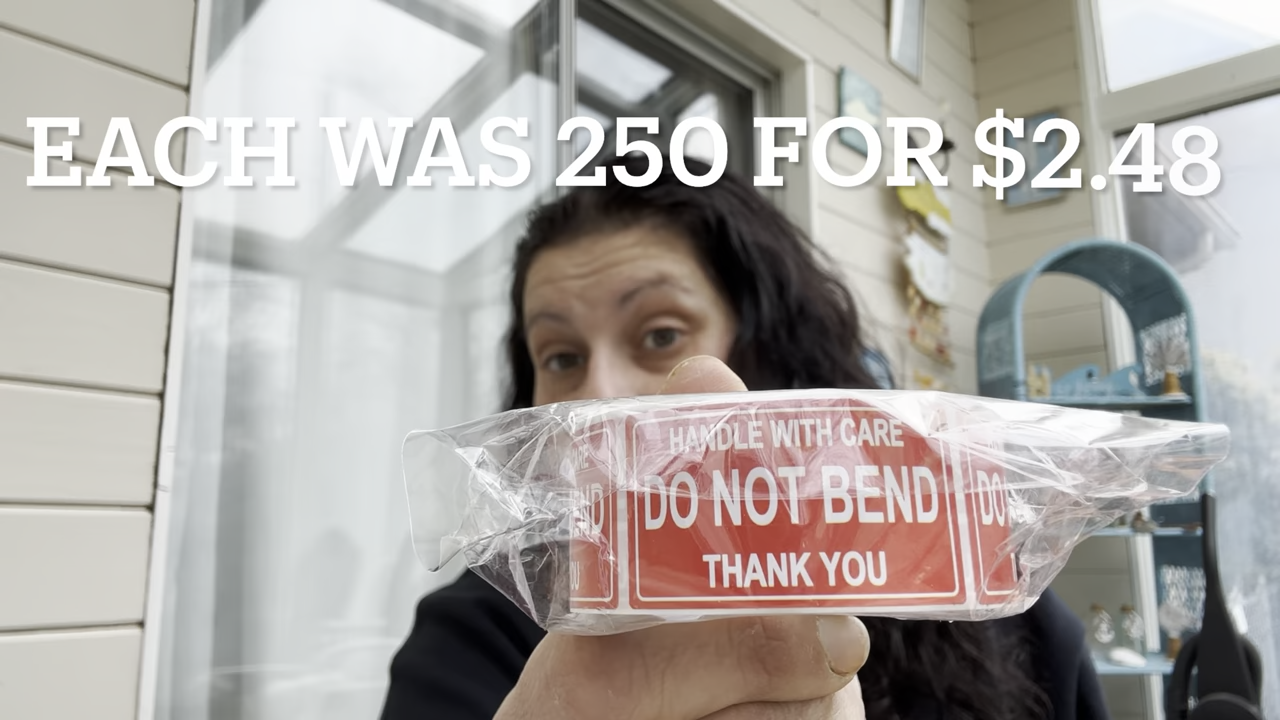 EACH WAS 250 FOR $2.48
HANDLE WITH CARE
DO NOT BEND
THANK YOU